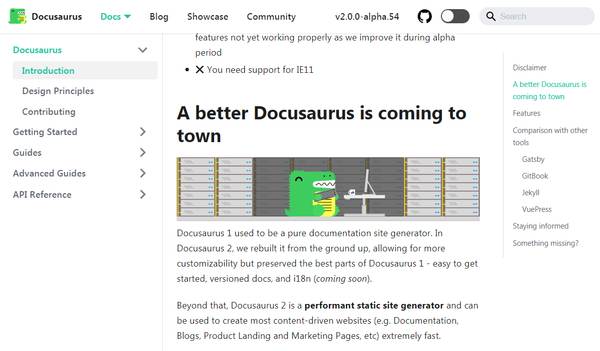 Docusaurus
Docs
Blog
Showcase
Community
v2.0.0-alpha.54
Search
Docusaurus
Introduction
Design Principles
Contributing
Getting Started
Guides
Advanced Guides
API Reference
features not yet working properly as we improve it during alpha
period
❌ You need support for IE11
A better Docusaurus is coming to
town
Docusaurus 1 used to be a pure documentation site generator. In
Docusaurus 2, we rebuilt it from the ground up, allowing for more
customizability but preserved the best parts of Docusaurus 1 - easy to get
started, versioned docs, and i18n (coming soon).
Beyond that, Docusaurus 2 is a performant static site generator and can
be used to create most content-driven websites (e.g. Documentation,
Blogs, Product Landing and Marketing Pages, etc) extremely fast.
Disclaimer
A better Docusaurus is
coming to town
Features
Comparison with other
tools
Gatsby
GitBook
Jekyll
VuePress
Staying informed
Something missing?